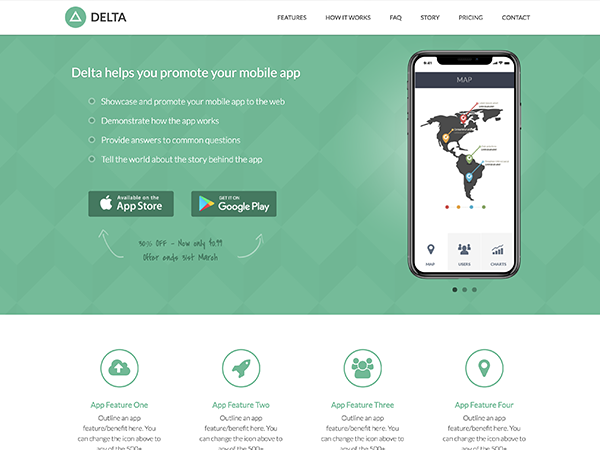 DELTA
FEATURES HOW IT WORKS FAQ STORY PRICING CONTACT
Delta helps you promote your mobile app
Showcase and promote your mobile app to the web
Demonstrate how the app works
Provide answers to common questions
Tell the world about the story behind the app
Available on the
App Store
GET IT ON
Google Play
50% OFF - Now only £0.99
Offer ends 31st March
9:41
MAP
MAP USERS CHARTS
App Feature One
Outline an app
feature/benefit here. You
can change the icon above to
any of the 500+
App Feature Two
Outline an app
feature/benefit here. You
can change the icon above to
any of the 500+
App Feature Three
Outline an app
feature/benefit here. You
can change the icon above to
any of the 500+
App Feature Four
Outline an app
feature/benefit here. You
can change the icon above to
any of the 500+